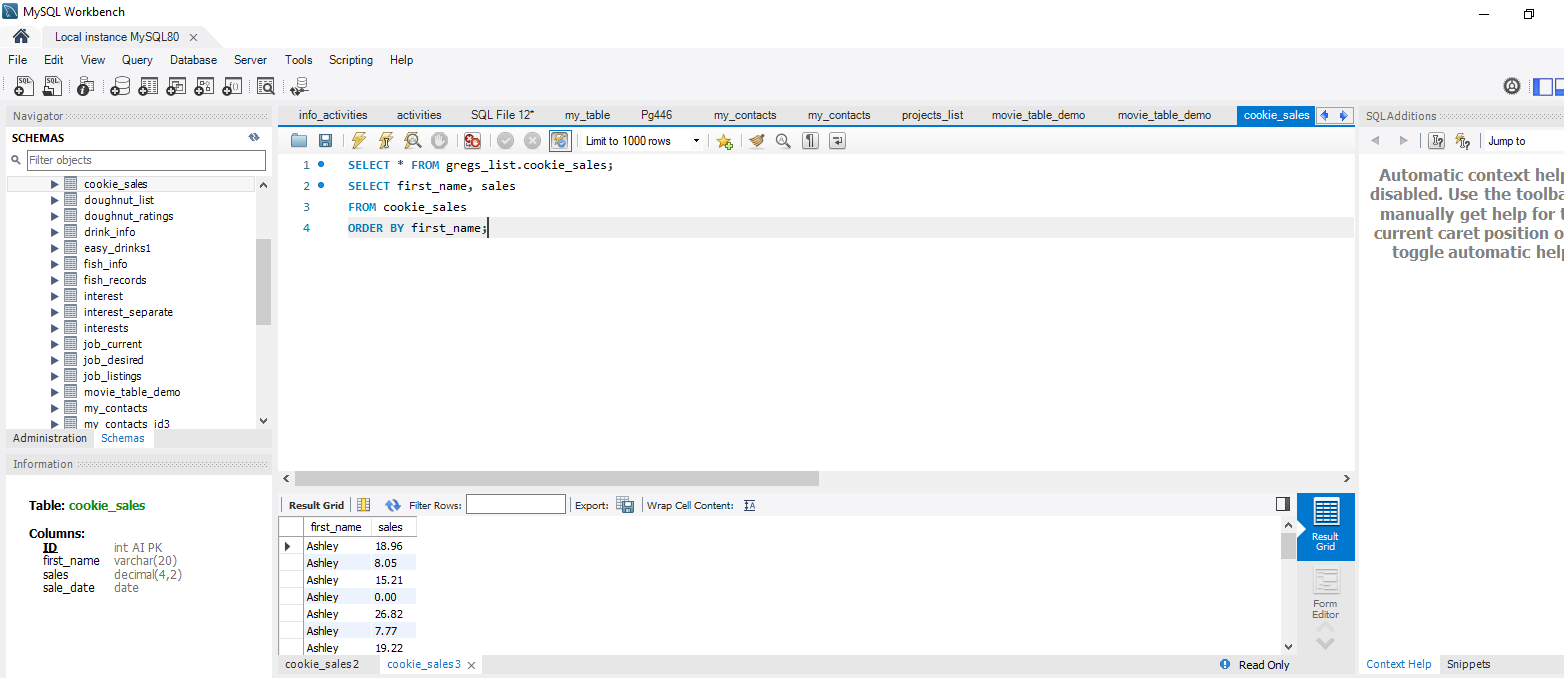 MySQL Workbench
Local instance MySQL80
File Edit View Query Database Server Tools Scripting Help
Navigator
SCHEMAS
Filter objects
cookie_sales
doughnut_list
doughnut_ratings
drink_info
easy_drinks1
fish_info
fish_records
interest
interest_separate
interests
job_current
job_desired
job_listings
movie_table_demo
my_contacts
my_contacts_id3
Administration Schemas
Information
Table: cookie_sales
Columns:
ID int AI PK
first_name varchar(20)
sales decimal(4,2)
sale_date date
info_activities activities SQL File 12* my_table Pg446 my_contacts my_contacts projects_list movie_table_demo movie_table_demo cookie_sales
Limit to 1000 rows
1 SELECT * FROM gregs_list.cookie_sales;
2 SELECT first_name, sales
3 FROM cookie_sales
4 ORDER BY first_name;
Result Grid Filter Rows: Export: Wrap Cell Content:
first_name sales
Ashley 18.96
Ashley 8.05
Ashley 15.21
Ashley 0.00
Ashley 26.82
Ashley 7.77
Ashley 19.22
Result
Grid
Form
Editor
cookie_sales2 cookie_sales3
Read Only
SQLAdditions
Jump to
Automatic context help
disabled. Use the toolba
manually get help for t
current caret position o
toggle automatic help
Context Help Snippets